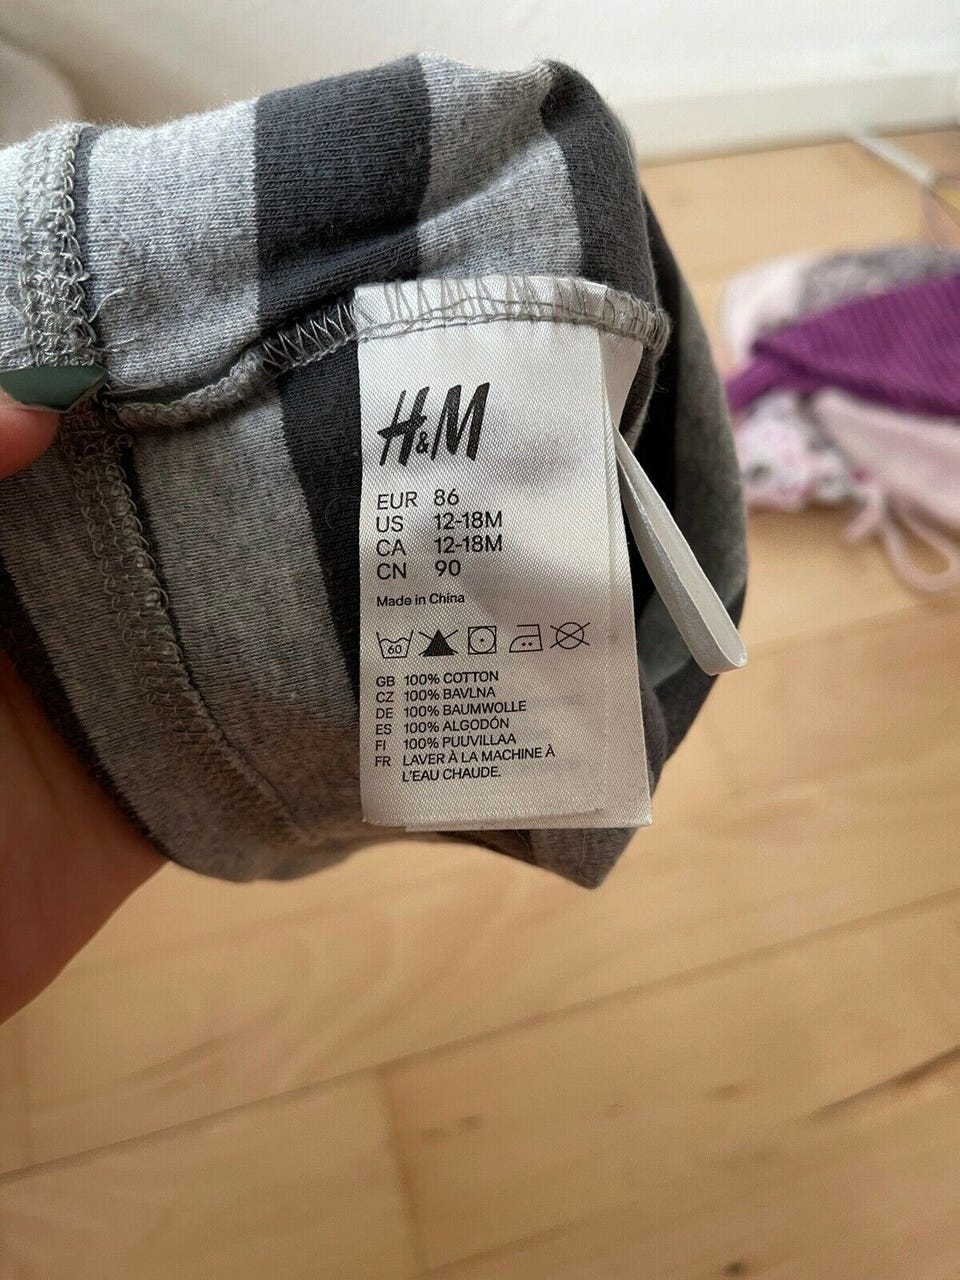 H&M
EUR 86
US 12-18M
CA 12-18M
CN 90
Made in China
60
GB 100% COTTON
CZ 100% BAVLNA
DE 100% BAUMWOLLE
ES 100% ALGODÓN
FI 100% PUUVILLAA
FR LAVER À LA MACHINE À
L'EAU CHAUDE.